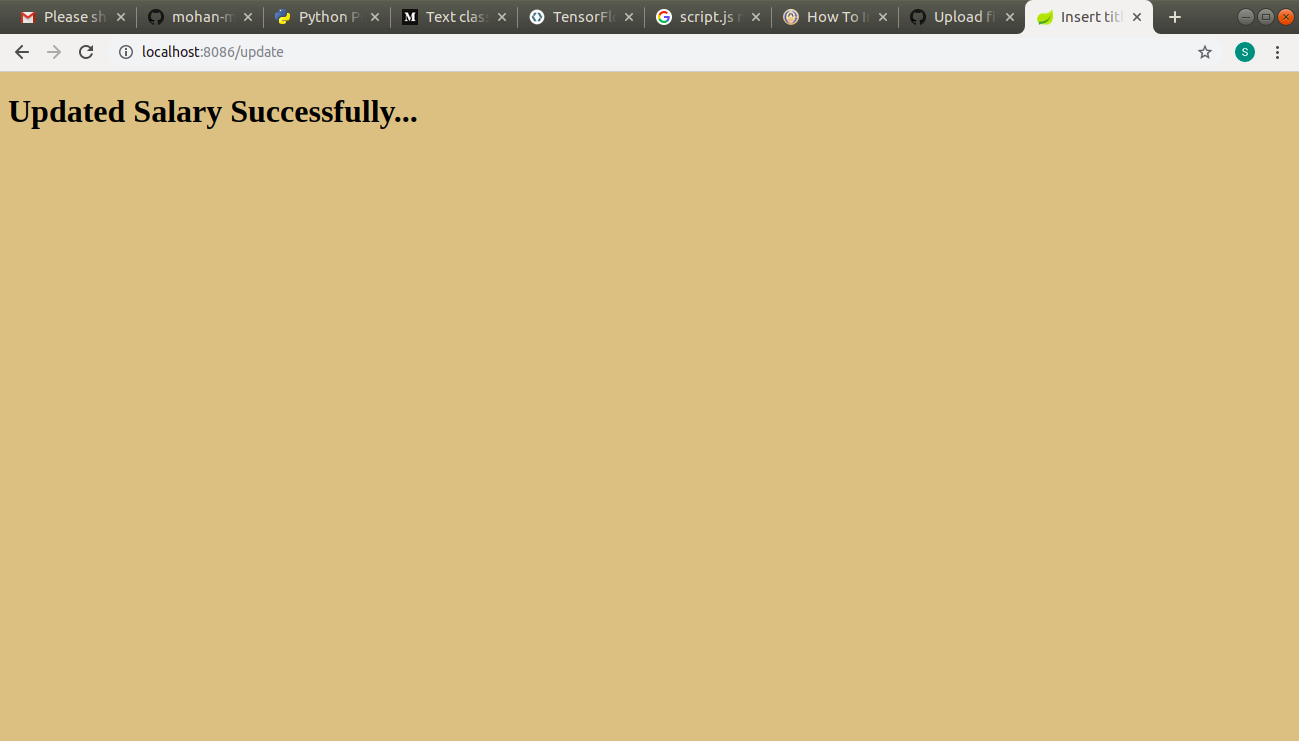 Please sh
mohan-m
Python P
Text clas
TensorFl
script.js
How To I
Upload fi
Insert titl
localhost:8086/update
S
Updated Salary Successfully...